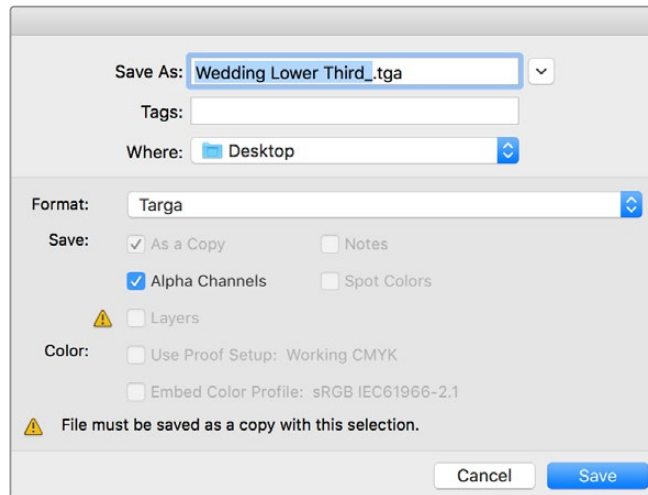 Save As: Wedding Lower Third_.tga
Tags:
Where: Desktop
Format: Targa
Save: As a Copy Notes
Alpha Channels Spot Colors
Layers
Color: Use Proof Setup: Working CMYK
Embed Color Profile: sRGB IEC61966-2.1
File must be saved as a copy with this selection.
Cancel Save